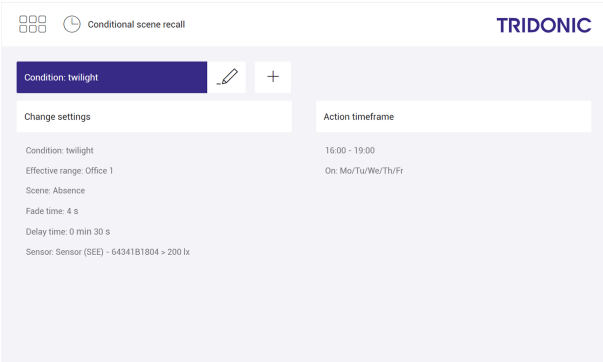 Conditional scene recall
TRIDONIC
Condition: twilight
Change settings
Condition: twilight
Effective range: Office 1
Scene: Absence
Fade time: 4 s
Delay time: 0 min 30 s
Sensor: Sensor (SEE) - 64341B1804 > 200 lx
Action timeframe
16:00 - 19:00
On: Mo/Tu/We/Th/Fr